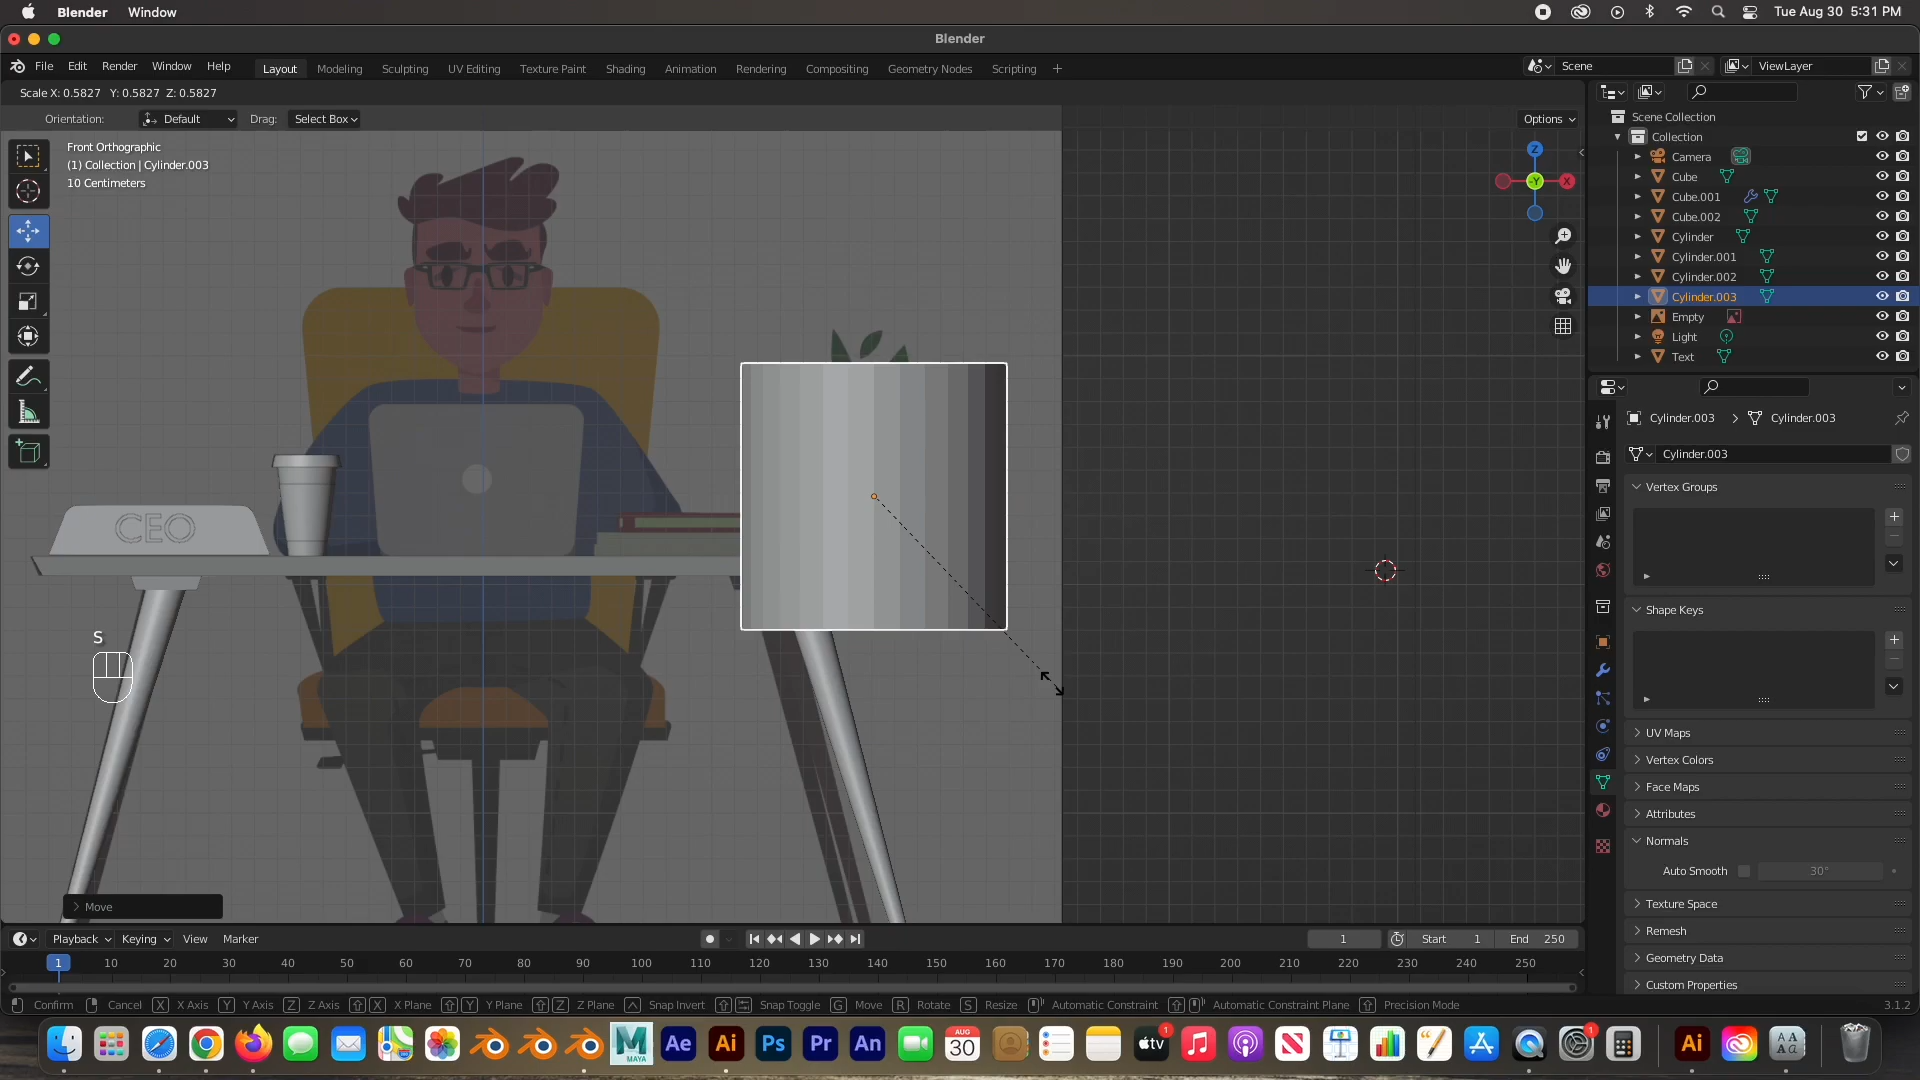 Blender Window
Tue Aug 30 5:31 PM
Blender
File Edit Render Window Help
Layout Modeling Sculpting UV Editing Texture Paint Shading Animation Rendering Compositing Geometry Nodes Scripting +
Scene
ViewLayer
Scale X: 0.5827 Y: 0.5827 Z: 0.5827
Orientation: Default Drag: Select Box
Options
Front Orthographic
(1) Collection | Cylinder.003
10 Centimeters
Z
-Y
X
Scene Collection
Collection
Camera
Cube
Cube.001
Cube.002
Cylinder
Cylinder.001
Cylinder.002
Cylinder.003
Empty
Light
Text
Cylinder.003 > Cylinder.003
Cylinder.003
Vertex Groups
Shape Keys
UV Maps
Vertex Colors
Face Maps
Attributes
Normals
Auto Smooth 30°
Texture Space
Remesh
Geometry Data
Custom Properties
CEO
S
> Move
Playback Keying View Marker
1
Start 1 End 250
1 10 20 30 40 50 60 70 80 90 100 110 120 130 140 150 160 170 180 190 200 210 220 230 240 250
Confirm Cancel X X Axis Y Y Axis Z Z Axis X X Plane Y Y Plane Z Z Plane Snap Invert Snap Toggle G Move R Rotate S Resize Automatic Constraint Automatic Constraint Plane Precision Mode
3.1.2
MAYA Ae Ai Ps Pr An AUG 30 tv 1 1 Ai